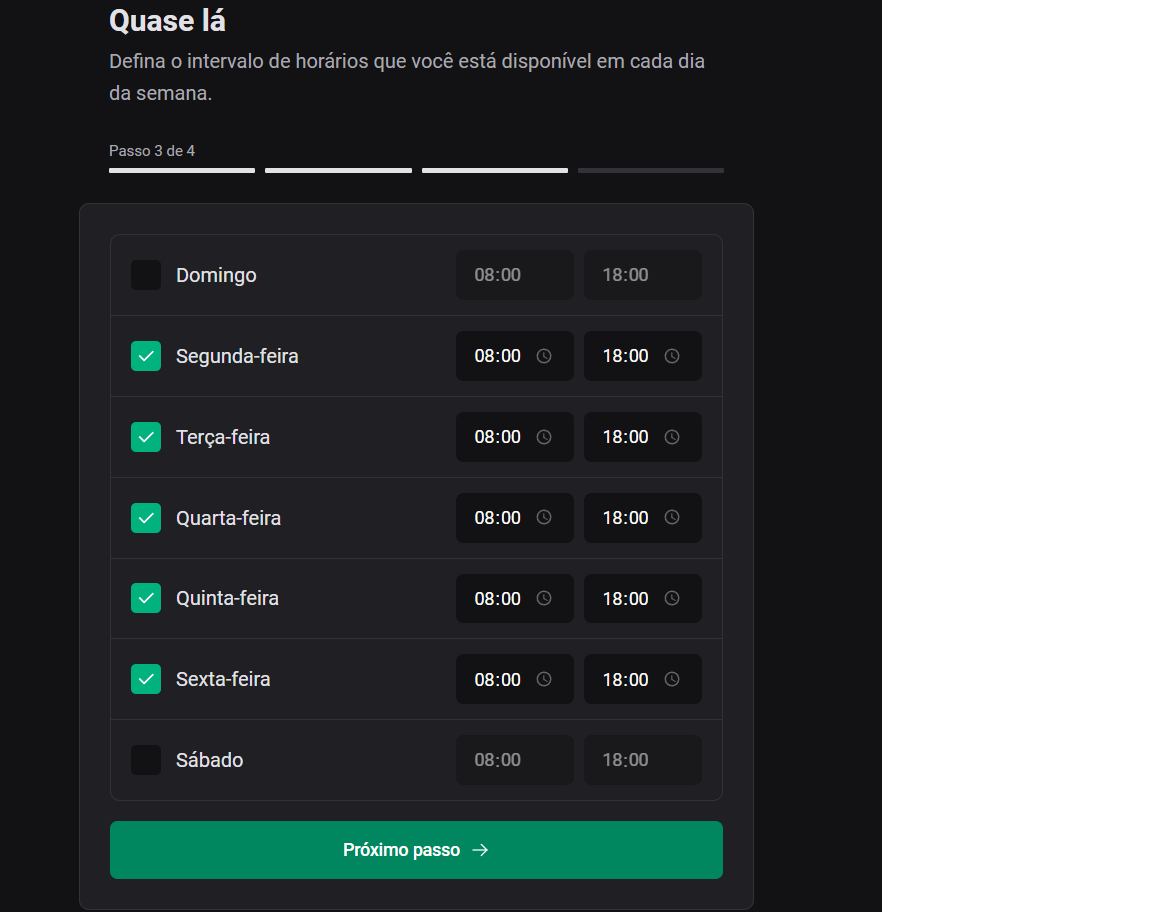 Quase lá
Defina o intervalo de horários que você está disponível em cada dia
da semana.
Passo 3 de 4
Domingo 08:00 18:00
Segunda-feira 08:00 18:00
Terça-feira 08:00 18:00
Quarta-feira 08:00 18:00
Quinta-feira 08:00 18:00
Sexta-feira 08:00 18:00
Sábado 08:00 18:00
Próximo passo →